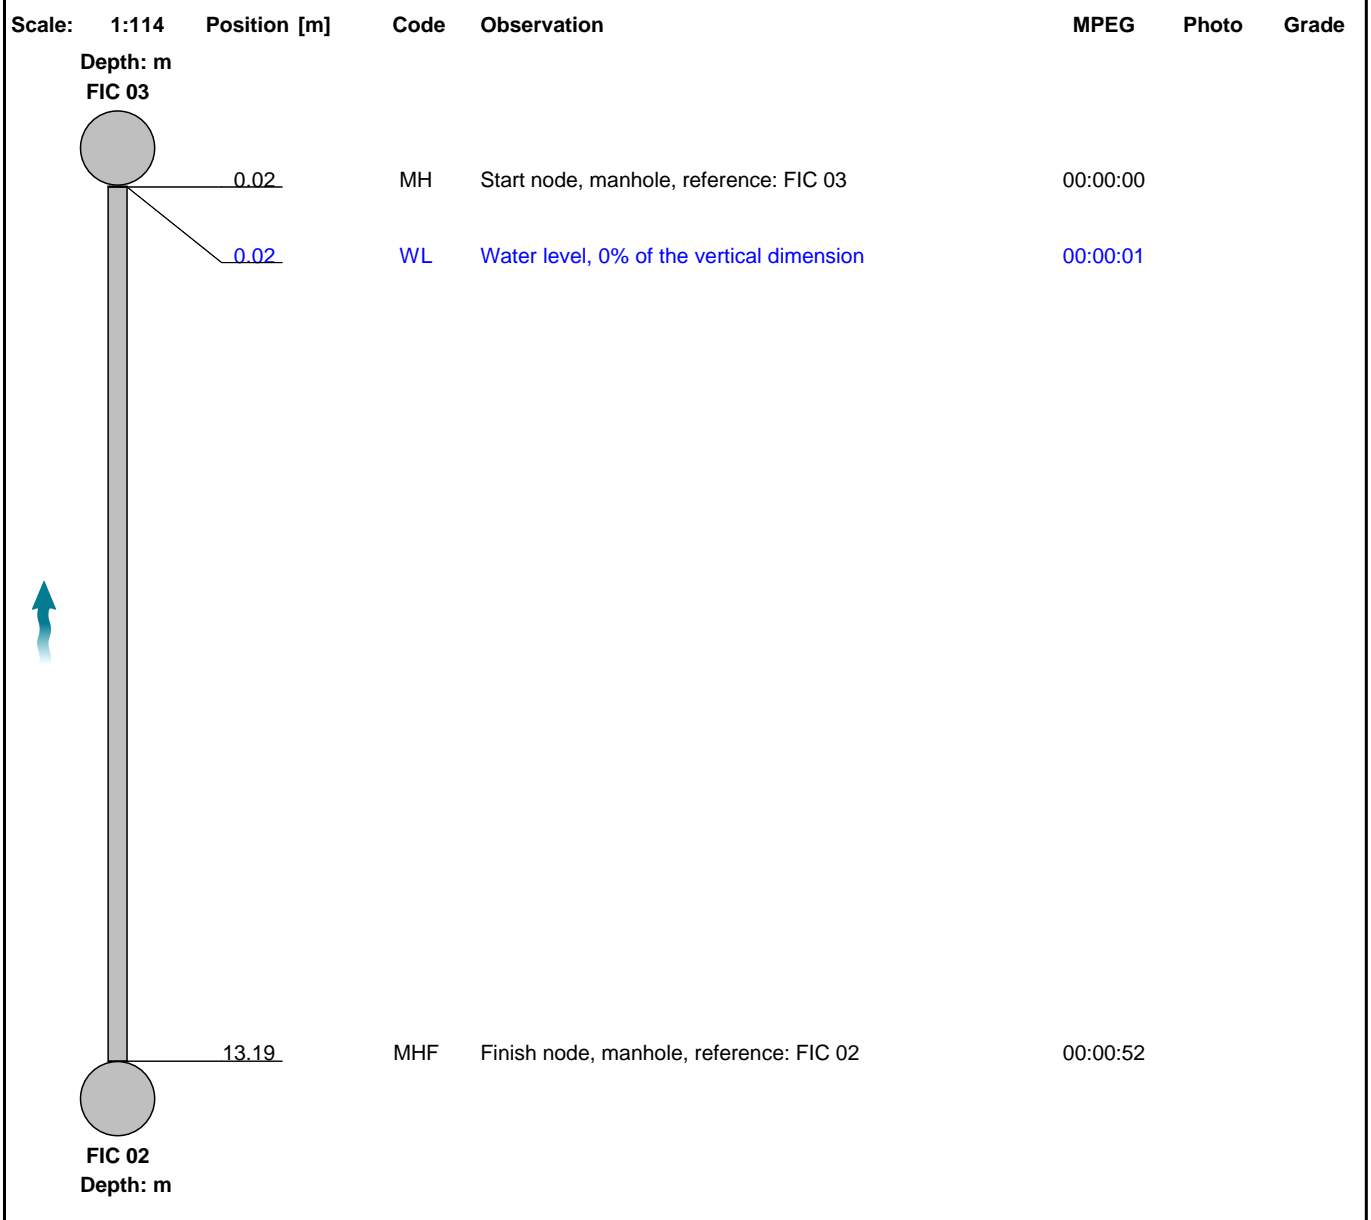 Scale: 1:114 Position [m] Code Observation MPEG Photo Grade
Depth: m
FIC 03
0.02 MH Start node, manhole, reference: FIC 03 00:00:00
0.02 WL Water level, 0% of the vertical dimension 00:00:01
13.19 MHF Finish node, manhole, reference: FIC 02 00:00:52
FIC 02
Depth: m